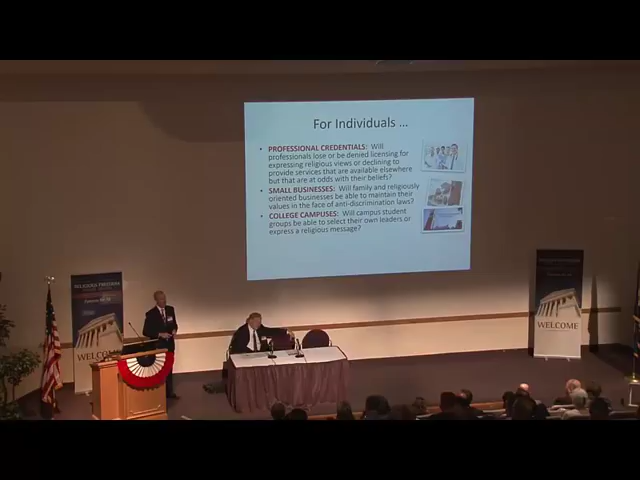 For Individuals ...
• PROFESSIONAL CREDENTIALS: Will
professionals lose or be denied licensing for
expressing religious views or declining to
provide services that are available elsewhere
but that are at odds with their beliefs?
• SMALL BUSINESSES: Will family and religiously
oriented businesses be able to maintain their
values in the face of anti-discrimination laws?
• COLLEGE CAMPUSES: Will campus student
groups be able to select their own leaders or
express a religious message?
RELIGIOUS FREEDOM
WELCOME
WELCOME